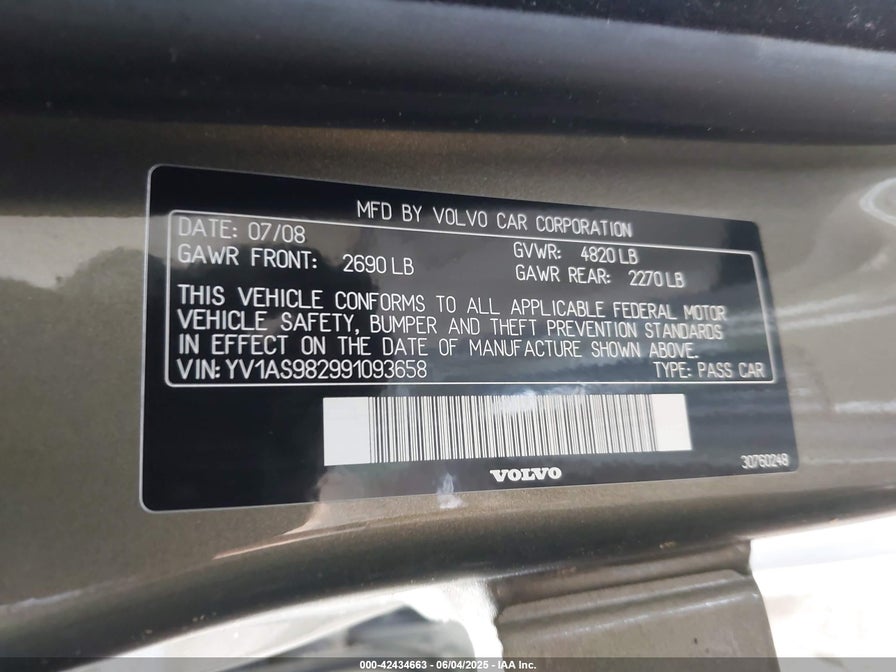 MFD BY VOLVO CAR CORPORATION
DATE: 07/08
GVWR: 4820 LB
GAWR FRONT: 2690 LB
GAWR REAR: 2270 LB
THIS VEHICLE CONFORMS TO ALL APPLICABLE FEDERAL MOTOR
VEHICLE SAFETY, BUMPER AND THEFT PREVENTION STANDARDS
IN EFFECT ON THE DATE OF MANUFACTURE SHOWN ABOVE.
VIN: YV1AS982991093658 TYPE: PASS CAR
VOLVO
30760248
000-42434663 - 06/04/2025 - IAA Inc.